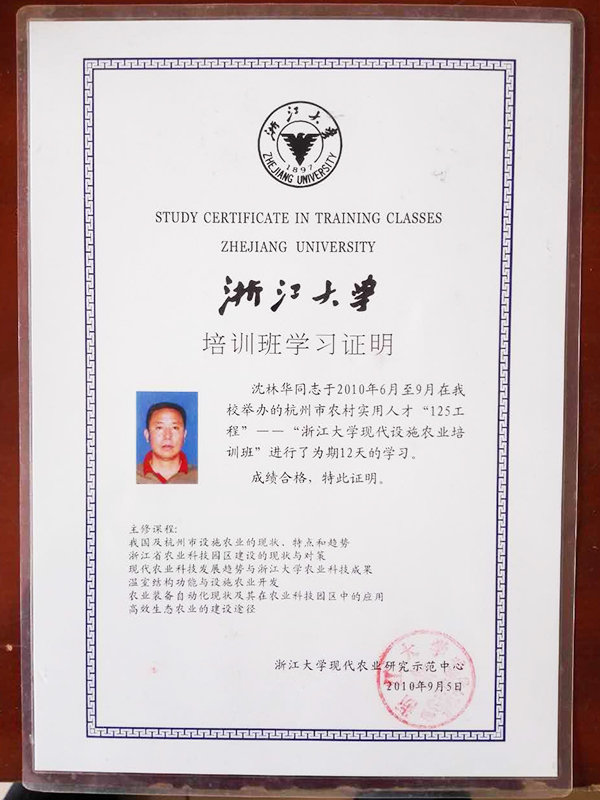 浙江大学
ZHEJIANG UNIVERSITY
1897
STUDY CERTIFICATE IN TRAINING CLASSES
ZHEJIANG UNIVERSITY
浙江大学
培训班学习证明
沈林华同志于2010年6月至9月在我
校举办的杭州市农村实用人才“125工
程”——“浙江大学现代设施农业培
训班”进行了为期12天的学习。
成绩合格，特此证明。
主修课程:
我国及杭州市设施农业的现状、特点和趋势
浙江省农业科技园区建设的现状与对策
现代农业科技发展趋势与浙江大学农业科技成果
温室结构功能与设施农业开发
农业装备自动化现状及其在农业科技园区中的应用
高效生态农业的建设途径
浙江大学现代农业研究示范中心
2010年9月5日